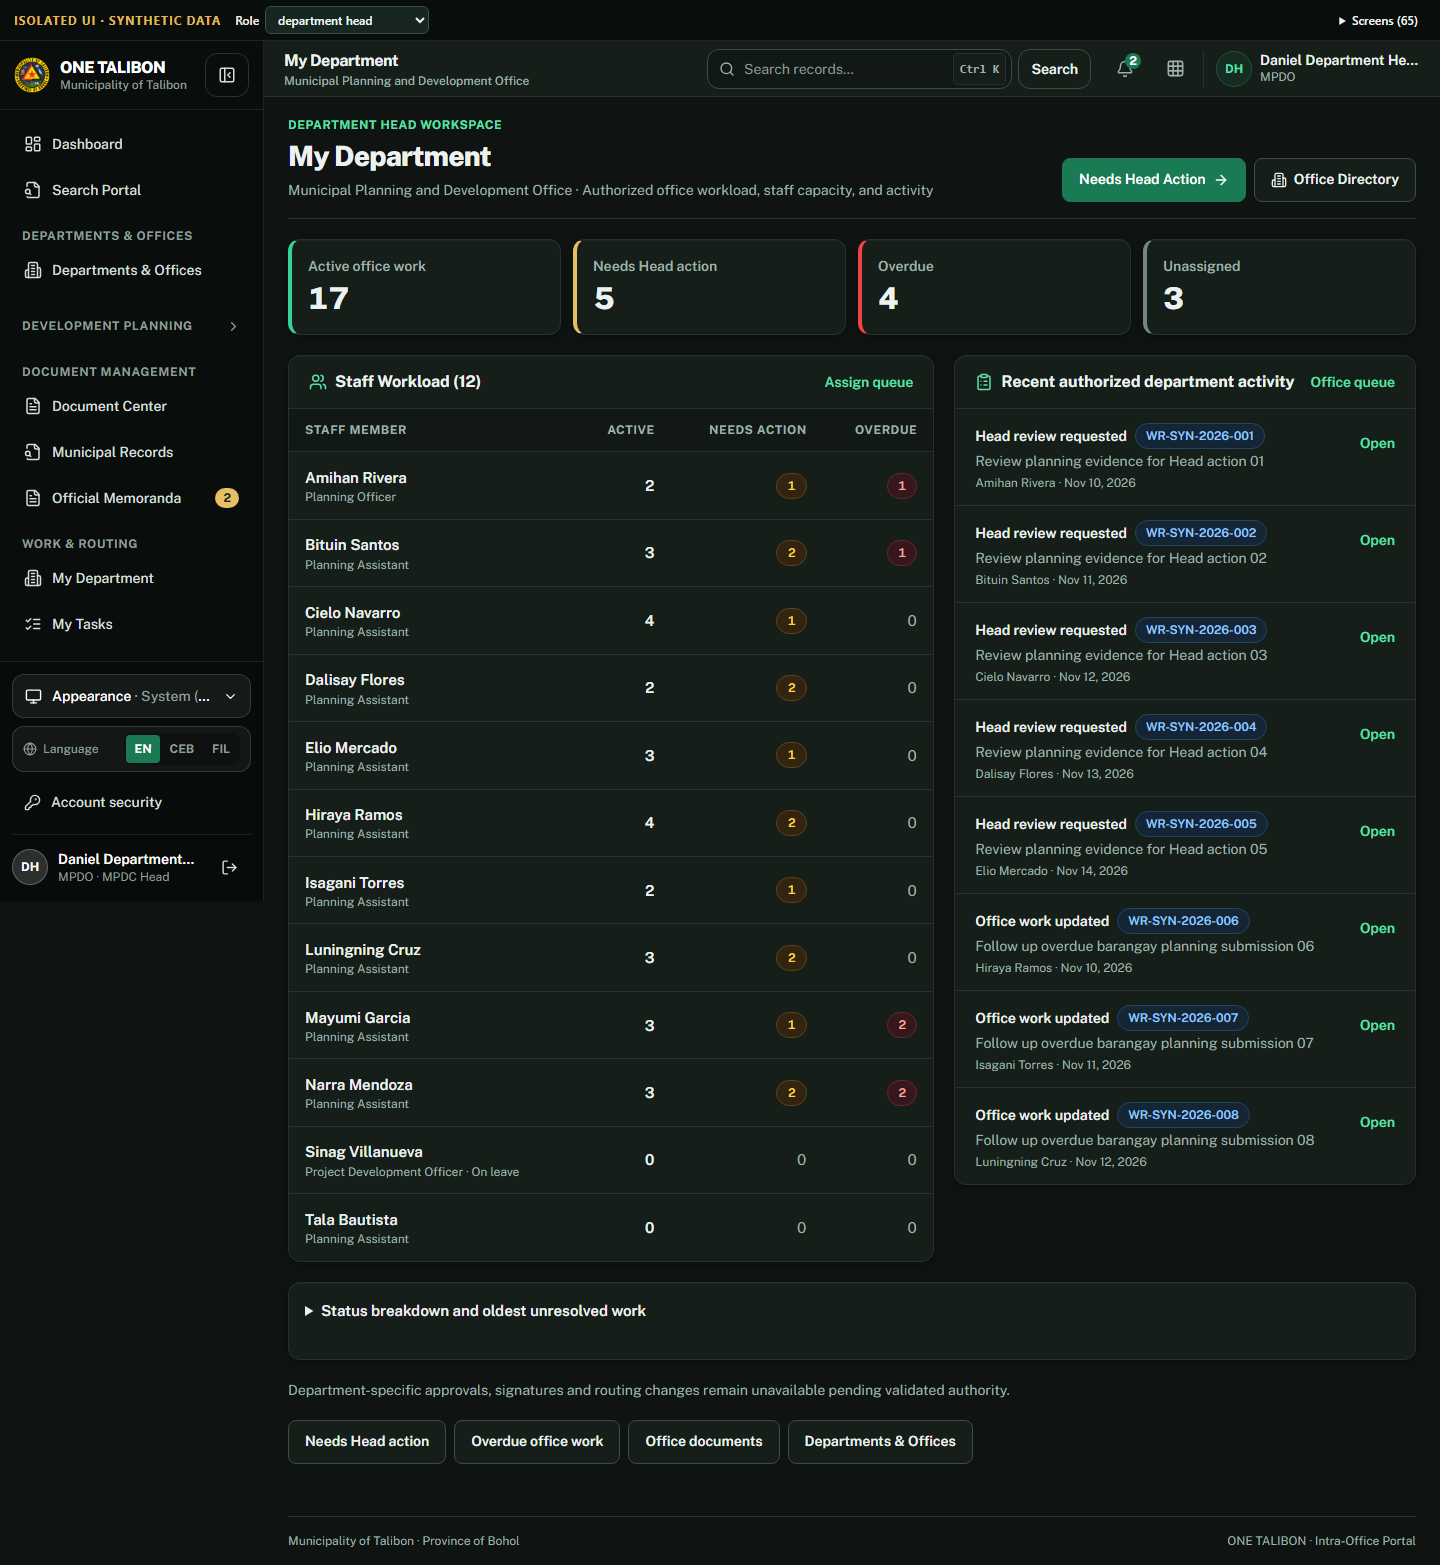 ISOLATED UI · SYNTHETIC DATA Role department head Screens (65)
ONE TALIBON
Municipality of Talibon
My Department
Municipal Planning and Development Office
Search records... Ctrl K Search 2 DH
Daniel Department He...
MPDO
Dashboard
Search Portal
DEPARTMENTS & OFFICES
Departments & Offices
DEVELOPMENT PLANNING
DOCUMENT MANAGEMENT
Document Center
Municipal Records
Official Memoranda 2
WORK & ROUTING
My Department
My Tasks
Appearance · System (...
Language EN CEB FIL
Account security
DH
Daniel Department...
MPDO · MPDC Head
DEPARTMENT HEAD WORKSPACE
My Department
Municipal Planning and Development Office · Authorized office workload, staff capacity, and activity
Needs Head Action
Office Directory
Active office work
17
Needs Head action
5
Overdue
4
Unassigned
3
Staff Workload (12) Assign queue
STAFF MEMBER ACTIVE NEEDS ACTION OVERDUE
Amihan Rivera 2 1 1
Planning Officer
Bituin Santos 3 2 1
Planning Assistant
Cielo Navarro 4 1 0
Planning Assistant
Dalisay Flores 2 2 0
Planning Assistant
Elio Mercado 3 1 0
Planning Assistant
Hiraya Ramos 4 2 0
Planning Assistant
Isagani Torres 2 1 0
Planning Assistant
Luningning Cruz 3 2 0
Planning Assistant
Mayumi Garcia 3 1 2
Planning Assistant
Narra Mendoza 3 2 2
Planning Assistant
Sinag Villanueva 0 0 0
Project Development Officer · On leave
Tala Bautista 0 0 0
Planning Assistant
Recent authorized department activity Office queue
Head review requested WR-SYN-2026-001 Open
Review planning evidence for Head action 01
Amihan Rivera · Nov 10, 2026
Head review requested WR-SYN-2026-002 Open
Review planning evidence for Head action 02
Bituin Santos · Nov 11, 2026
Head review requested WR-SYN-2026-003 Open
Review planning evidence for Head action 03
Cielo Navarro · Nov 12, 2026
Head review requested WR-SYN-2026-004 Open
Review planning evidence for Head action 04
Dalisay Flores · Nov 13, 2026
Head review requested WR-SYN-2026-005 Open
Review planning evidence for Head action 05
Elio Mercado · Nov 14, 2026
Office work updated WR-SYN-2026-006 Open
Follow up overdue barangay planning submission 06
Hiraya Ramos · Nov 10, 2026
Office work updated WR-SYN-2026-007 Open
Follow up overdue barangay planning submission 07
Isagani Torres · Nov 11, 2026
Office work updated WR-SYN-2026-008 Open
Follow up overdue barangay planning submission 08
Luningning Cruz · Nov 12, 2026
Status breakdown and oldest unresolved work
Department-specific approvals, signatures and routing changes remain unavailable pending validated authority.
Needs Head action
Overdue office work
Office documents
Departments & Offices
Municipality of Talibon · Province of Bohol
ONE TALIBON · Intra-Office Portal